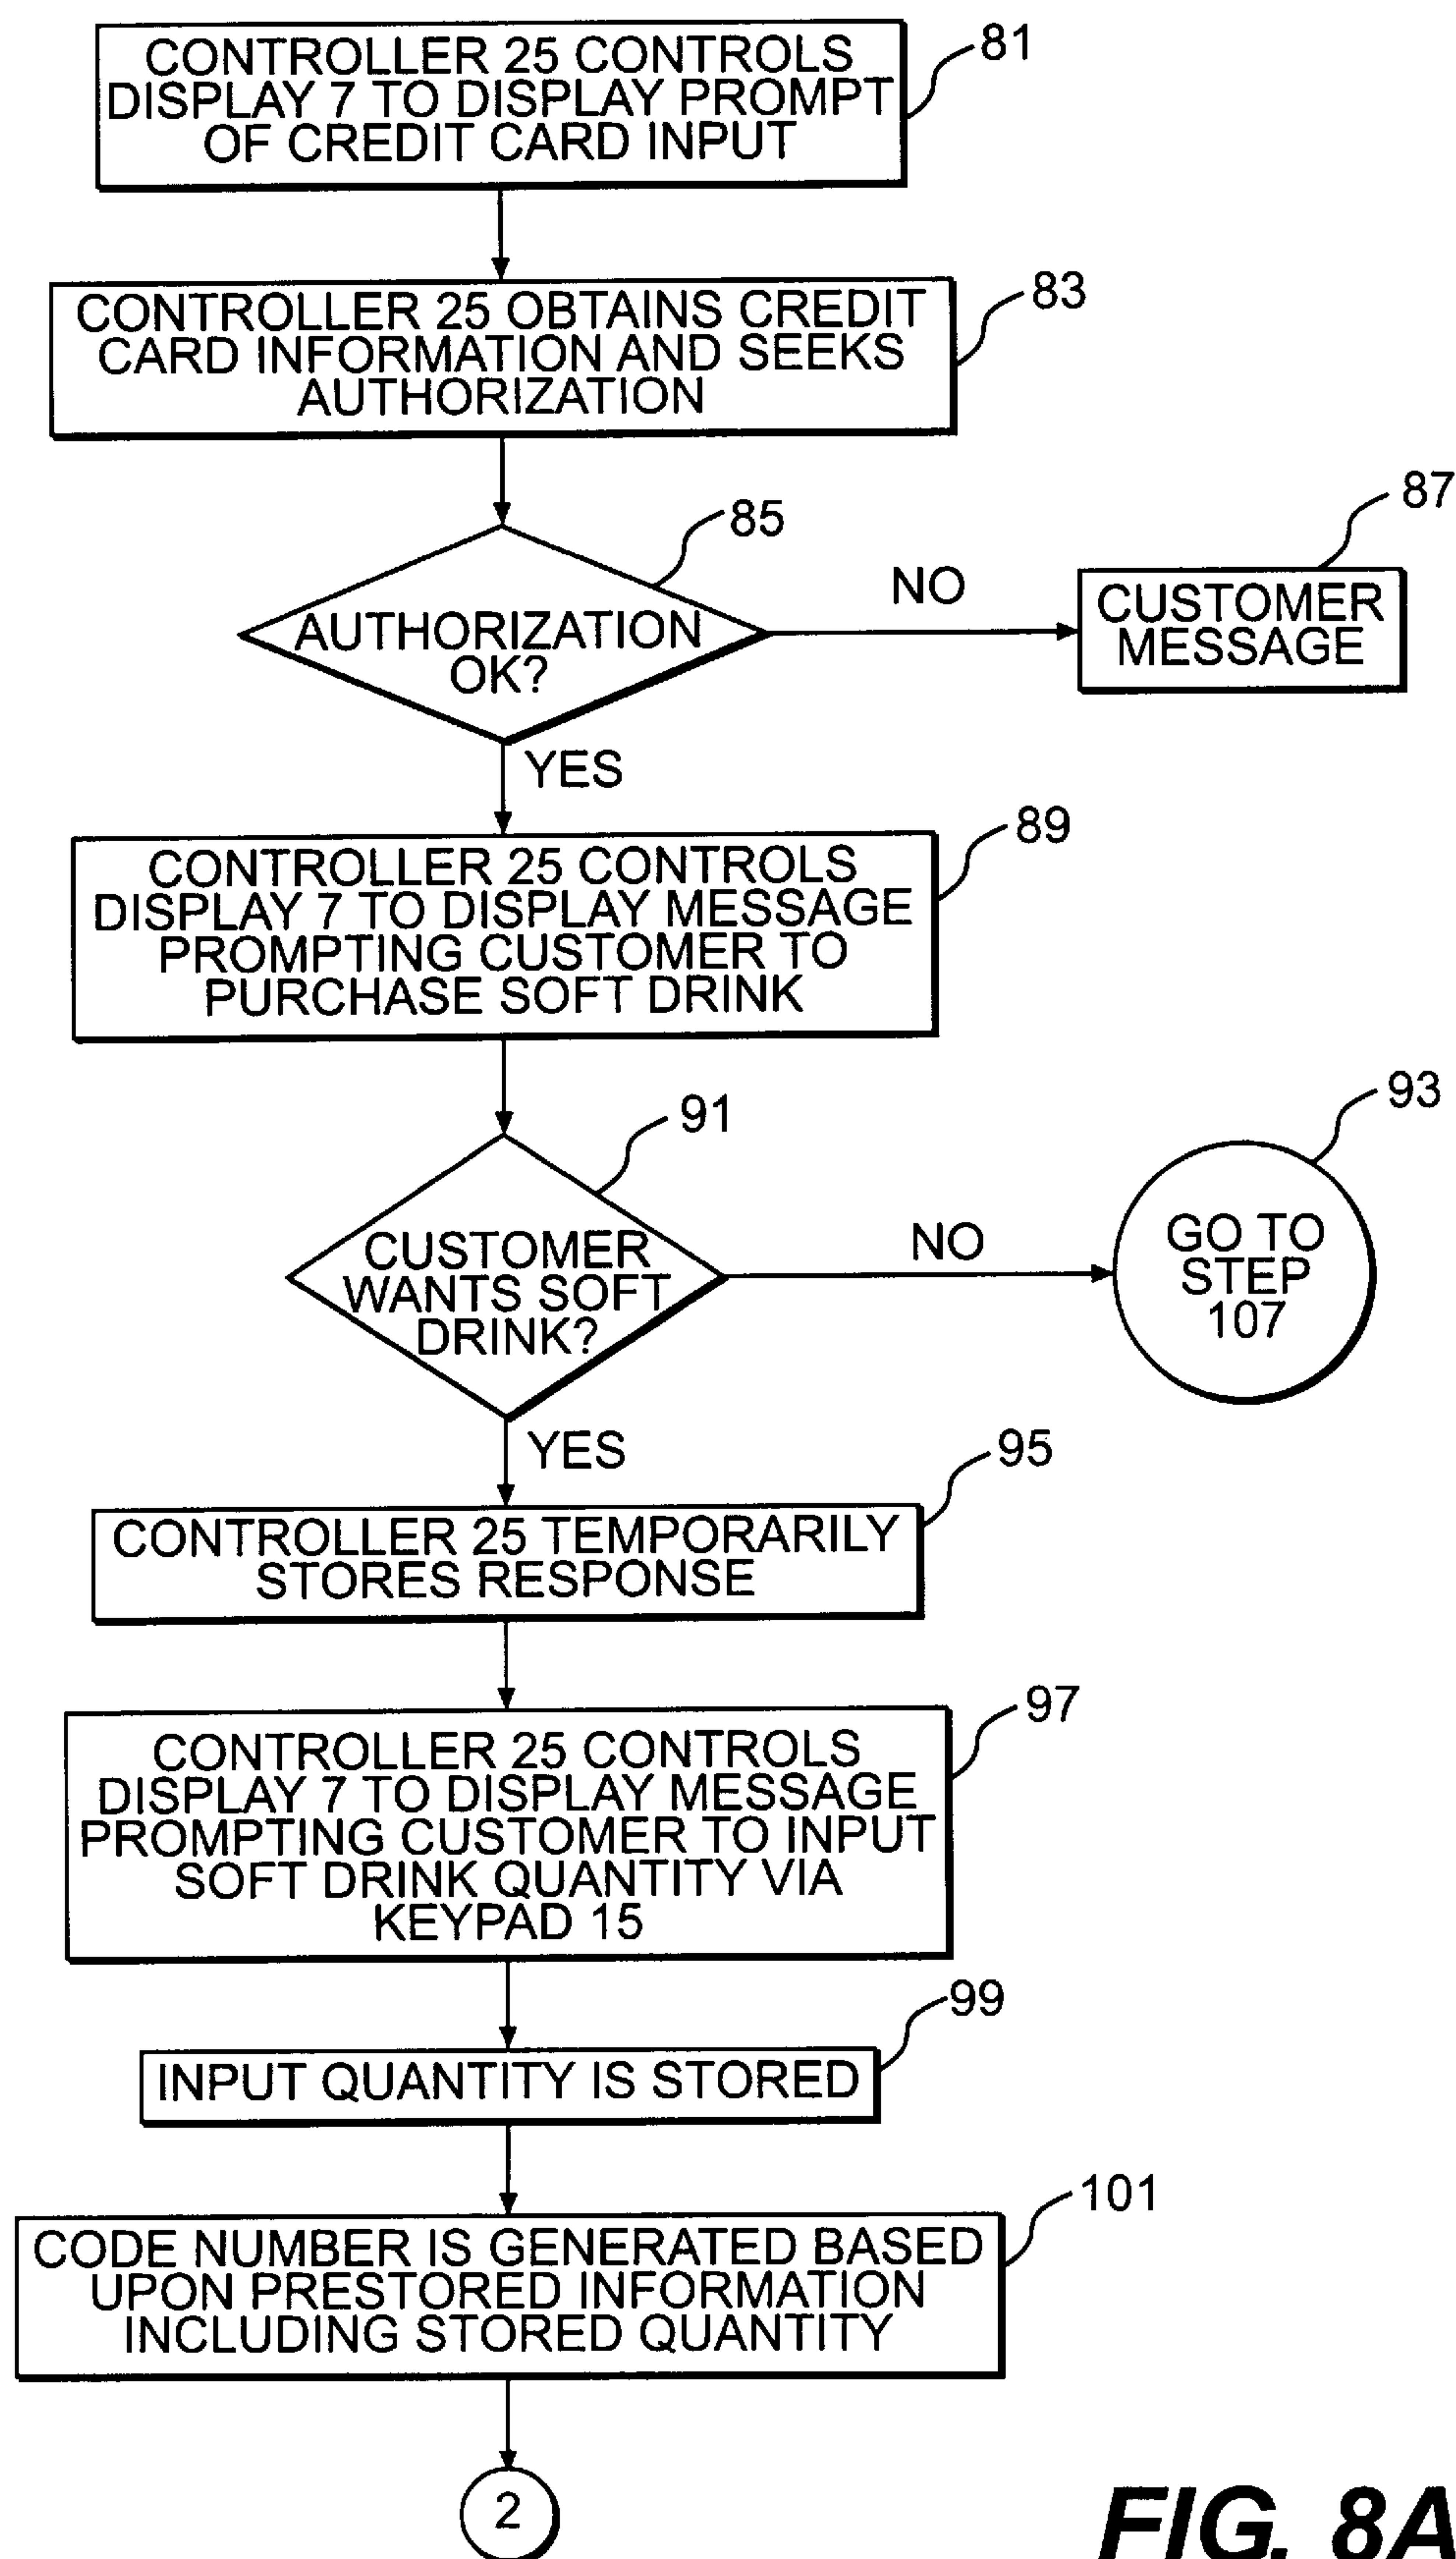 CONTROLLER 25 CONTROLS
DISPLAY 7 TO DISPLAY PROMPT
OF CREDIT CARD INPUT
81
CONTROLLER 25 OBTAINS CREDIT
CARD INFORMATION AND SEEKS
AUTHORIZATION
83
AUTHORIZATION
OK?
85
NO
CUSTOMER
MESSAGE
87
YES
CONTROLLER 25 CONTROLS
DISPLAY 7 TO DISPLAY MESSAGE
PROMPTING CUSTOMER TO
PURCHASE SOFT DRINK
89
CUSTOMER
WANTS SOFT
DRINK?
91
NO
GO TO
STEP
107
93
YES
CONTROLLER 25 TEMPORARILY
STORES RESPONSE
95
CONTROLLER 25 CONTROLS
DISPLAY 7 TO DISPLAY MESSAGE
PROMPTING CUSTOMER TO INPUT
SOFT DRINK QUANTITY VIA
KEYPAD 15
97
INPUT QUANTITY IS STORED
99
CODE NUMBER IS GENERATED BASED
UPON PRESTORED INFORMATION
INCLUDING STORED QUANTITY
101
2
FIG. 8A